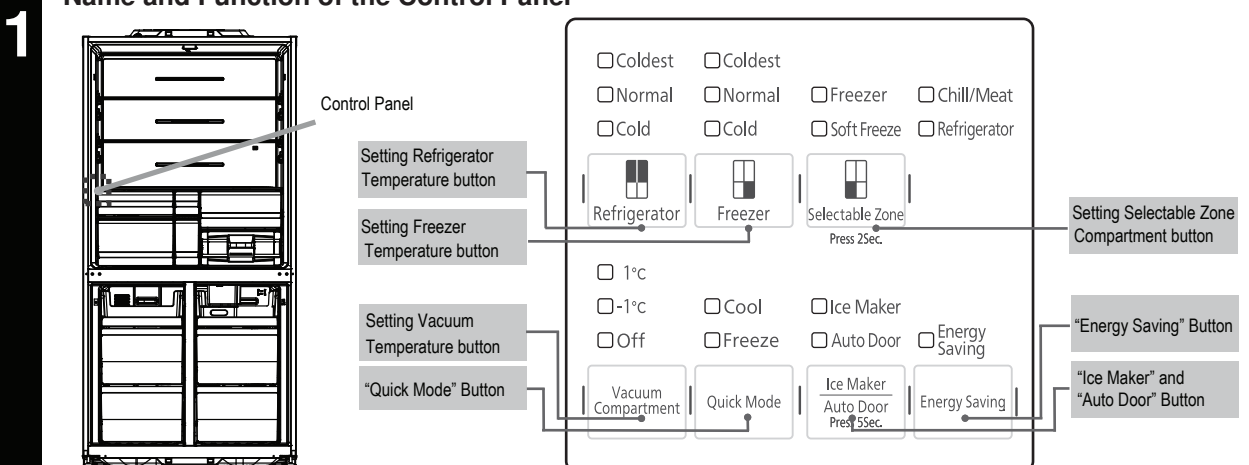 Name and Function of the Control Panel
1
Control Panel
Coldest Coldest
Normal Normal Freezer Chill/Meat
Cold Cold Soft Freeze Refrigerator
Setting Refrigerator
Temperature button
Setting Freezer
Temperature button
Refrigerator Freezer Selectable Zone
Press 2Sec.
Setting Selectable Zone
Compartment button
1°c
-1°c Cool Ice Maker
Off Freeze Auto Door Energy
Saving
Setting Vacuum
Temperature button
"Quick Mode" Button
Vacuum
Compartment
Quick Mode
Ice Maker
Auto Door
Press 5Sec.
Energy Saving
"Energy Saving" Button
"Ice Maker" and
"Auto Door" Button